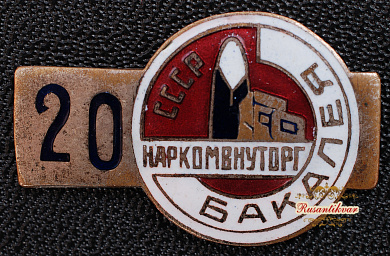 20
СССР
НАРКОМВНУТОРГ
БАКАЛЕЯ
Rusantikvar